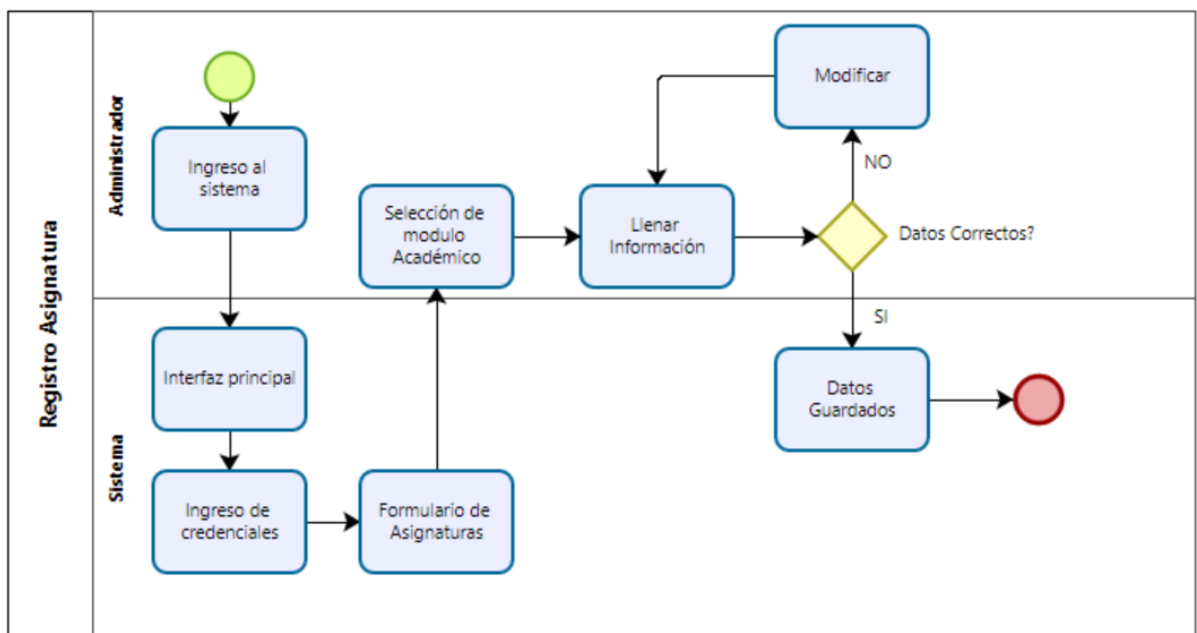 Registro Asignatura
Administrador
Ingreso al
sistema
Selección de
modulo
Académico
Llenar
Información
Modificar
NO
Datos Correctos?
SI
Sistema
Interfaz principal
Ingreso de
credenciales
Formulario de
Asignaturas
Datos
Guardados